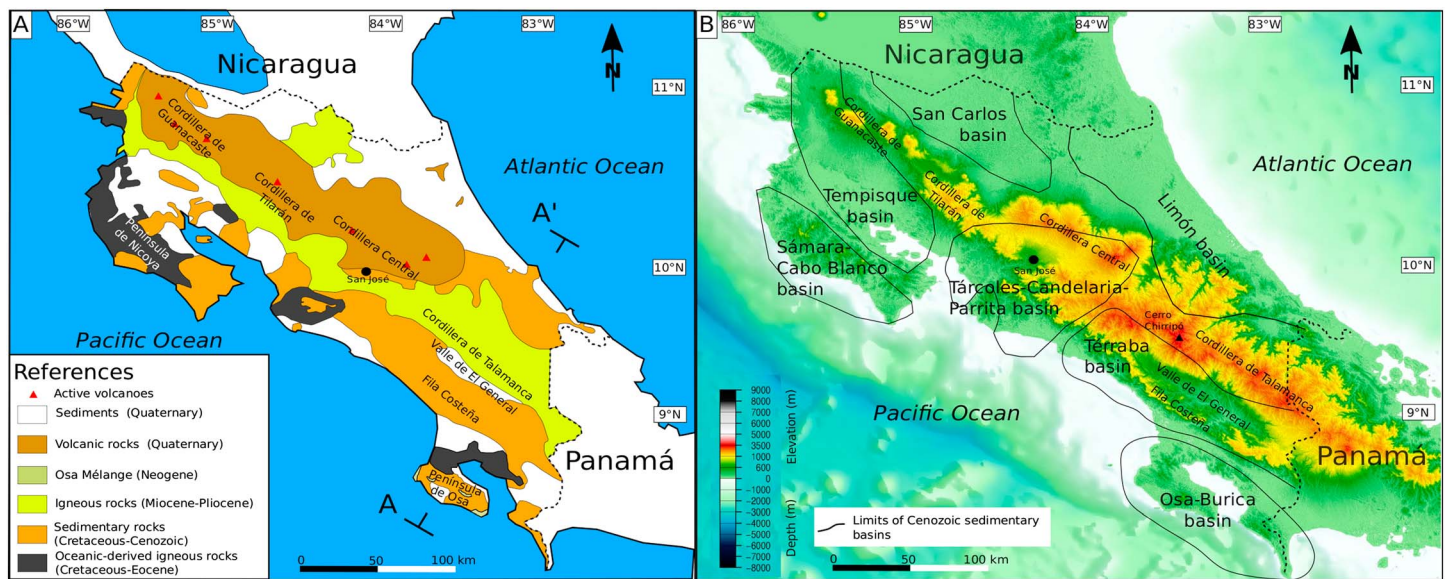 A
86°W
85°W
84°W
83°W
Nicaragua
N
11°N
Cordillera de
Guanacaste
Atlantic Ocean
Cordillera de
Tilarán
A'
Península
de Nicoya
Cordillera Central
10°N
San José
Pacific Ocean
Cordillera de Talamanca
Valle de El General
Fila Costeña
9°N
Panamá
Península
de Osa
A
0
50
100 km
References
Active volcanoes
Sediments (Quaternary)
Volcanic rocks (Quaternary)
Osa Mélange (Neogene)
Igneous rocks (Miocene-Pliocene)
Sedimentary rocks
(Cretaceous-Cenozoic)
Oceanic-derived igneous rocks
(Cretaceous-Eocene)
B
86°W
85°W
84°W
83°W
Nicaragua
N
11°N
Cordillera de
Guanacaste
San Carlos
basin
Atlantic Ocean
Tempisque
basin
Cordillera de
Tilarán
Limón basin
Cordillera Central
Sámara-
Cabo Blanco
basin
10°N
San José
Tárcoles-Candelaria-
Parrita basin
Cerro
Chirripó
Térraba
basin
Cordillera de Talamanca
Valle de El General
Fila Costeña
9°N
Pacific Ocean
Panamá
Osa-Burica
basin
Elevation (m)
Depth (m)
9000
8000
7000
6000
5000
4000
3500
1000
600
0
0
−1000
−2000
−3000
−4000
−5000
−6000
−7000
−8000
Limits of Cenozoic sedimentary
basins
0
50
100 km